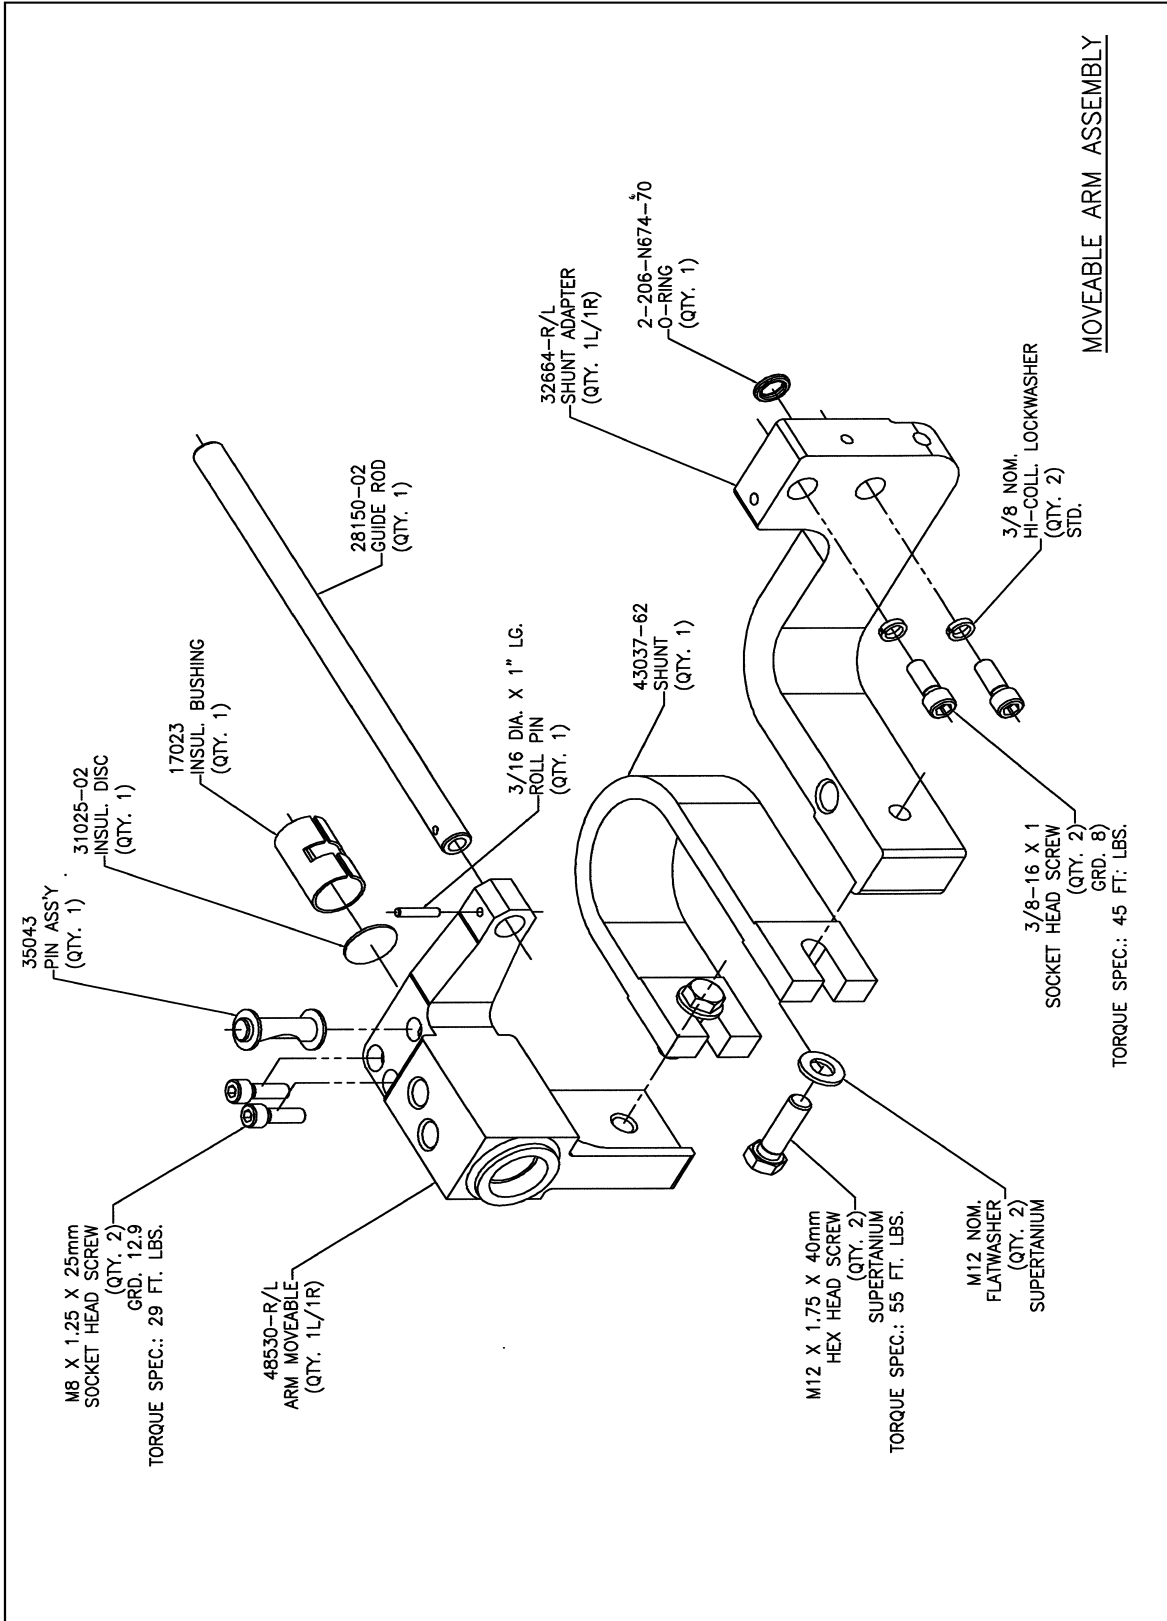 MOVEABLE ARM ASSEMBLY
35043
PIN ASS'Y
(QTY. 1)
31025-02
INSUL. DISC
(QTY. 1)
17023
INSUL. BUSHING
(QTY. 1)
28150-02
GUIDE ROD
(QTY. 1)
3/16 DIA. X 1" LG.
ROLL PIN
(QTY. 1)
43037-62
SHUNT
(QTY. 1)
32664-R/L
SHUNT ADAPTER
(QTY. 1L/1R)
2-206-N674-70
O-RING
(QTY. 1)
3/8 NOM.
HI-COLL. LOCKWASHER
(QTY. 2)
STD.
M8 X 1.25 X 25mm
SOCKET HEAD SCREW
(QTY. 2)
GRD. 12.9
TORQUE SPEC.: 29 FT. LBS.
48530-R/L
ARM MOVEABLE
(QTY. 1L/1R)
M12 X 1.75 X 40mm
HEX HEAD SCREW
(QTY. 2)
SUPERTANIUM
TORQUE SPEC.: 55 FT. LBS.
M12 NOM.
FLATWASHER
(QTY. 2)
SUPERTANIUM
3/8-16 X 1
SOCKET HEAD SCREW
(QTY. 2)
GRD. 8)
TORQUE SPEC.: 45 FT: LBS.